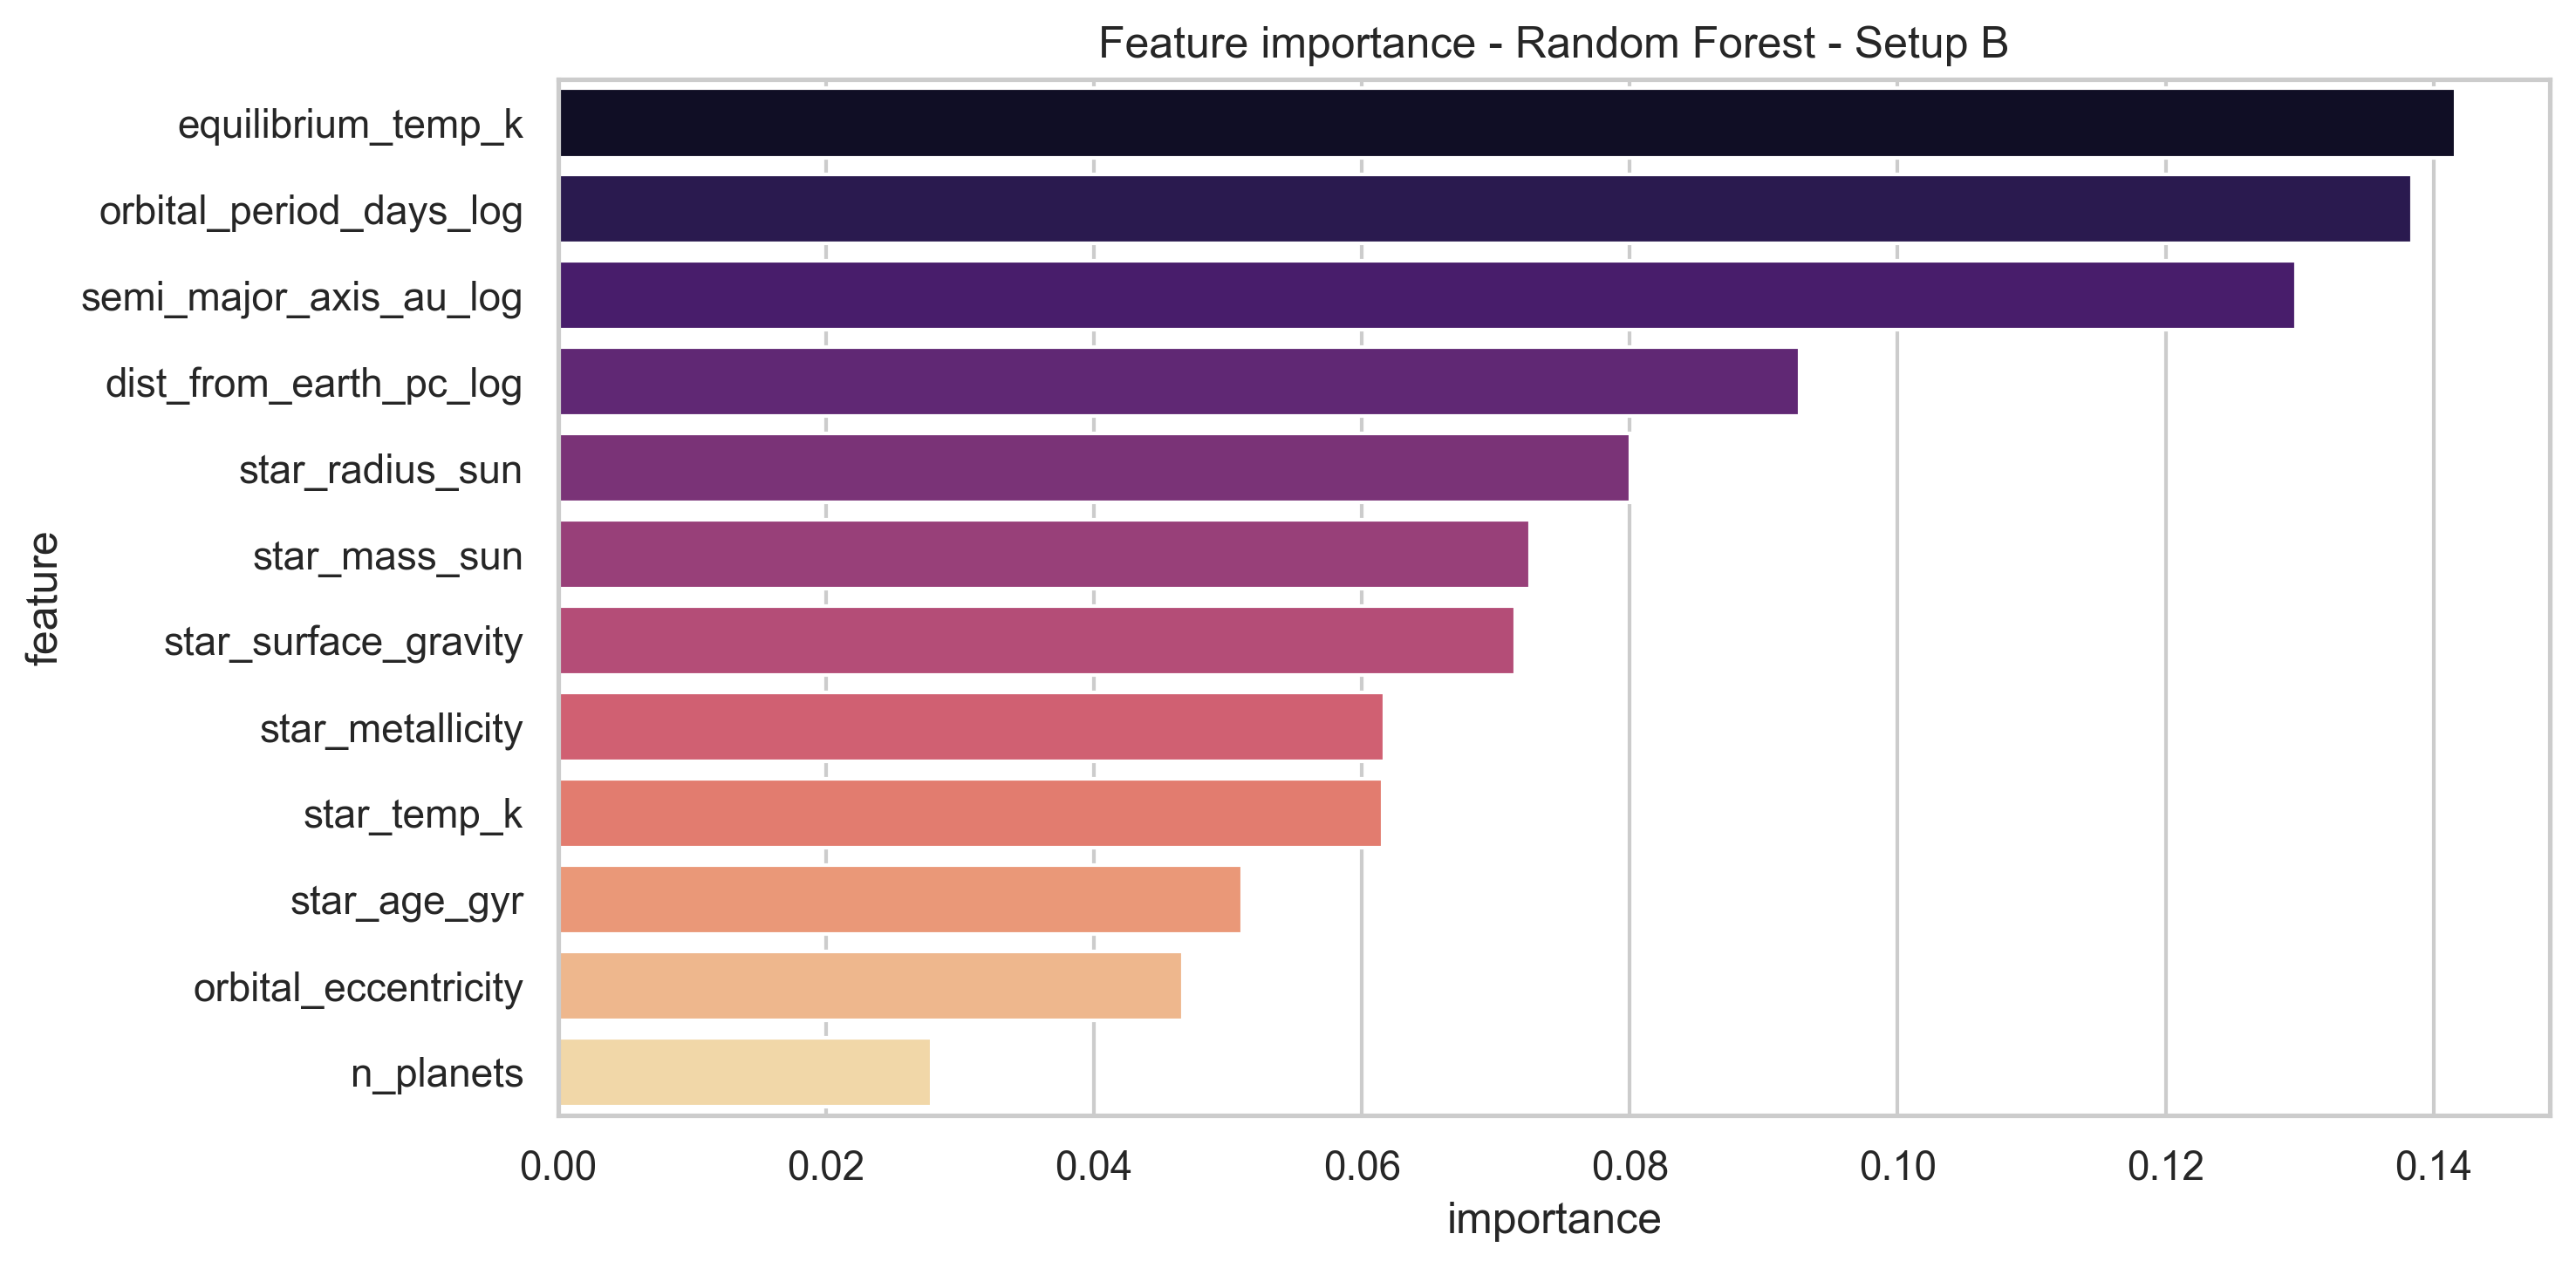 Feature importance - Random Forest - Setup B
equilibrium_temp_k
orbital_period_days_log
semi_major_axis_au_log
dist_from_earth_pc_log
star_radius_sun
star_mass_sun
star_surface_gravity
star_metallicity
star_temp_k
star_age_gyr
orbital_eccentricity
n_planets
feature
0.00 0.02 0.04 0.06 0.08 0.10 0.12 0.14
importance